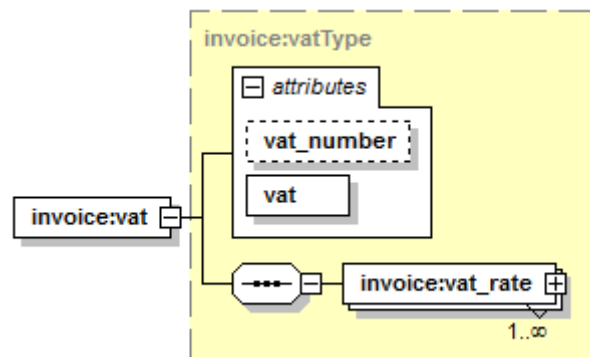 invoice:vatType
attributes
vat_number
vat
invoice:vat
invoice:vat_rate
1..∞